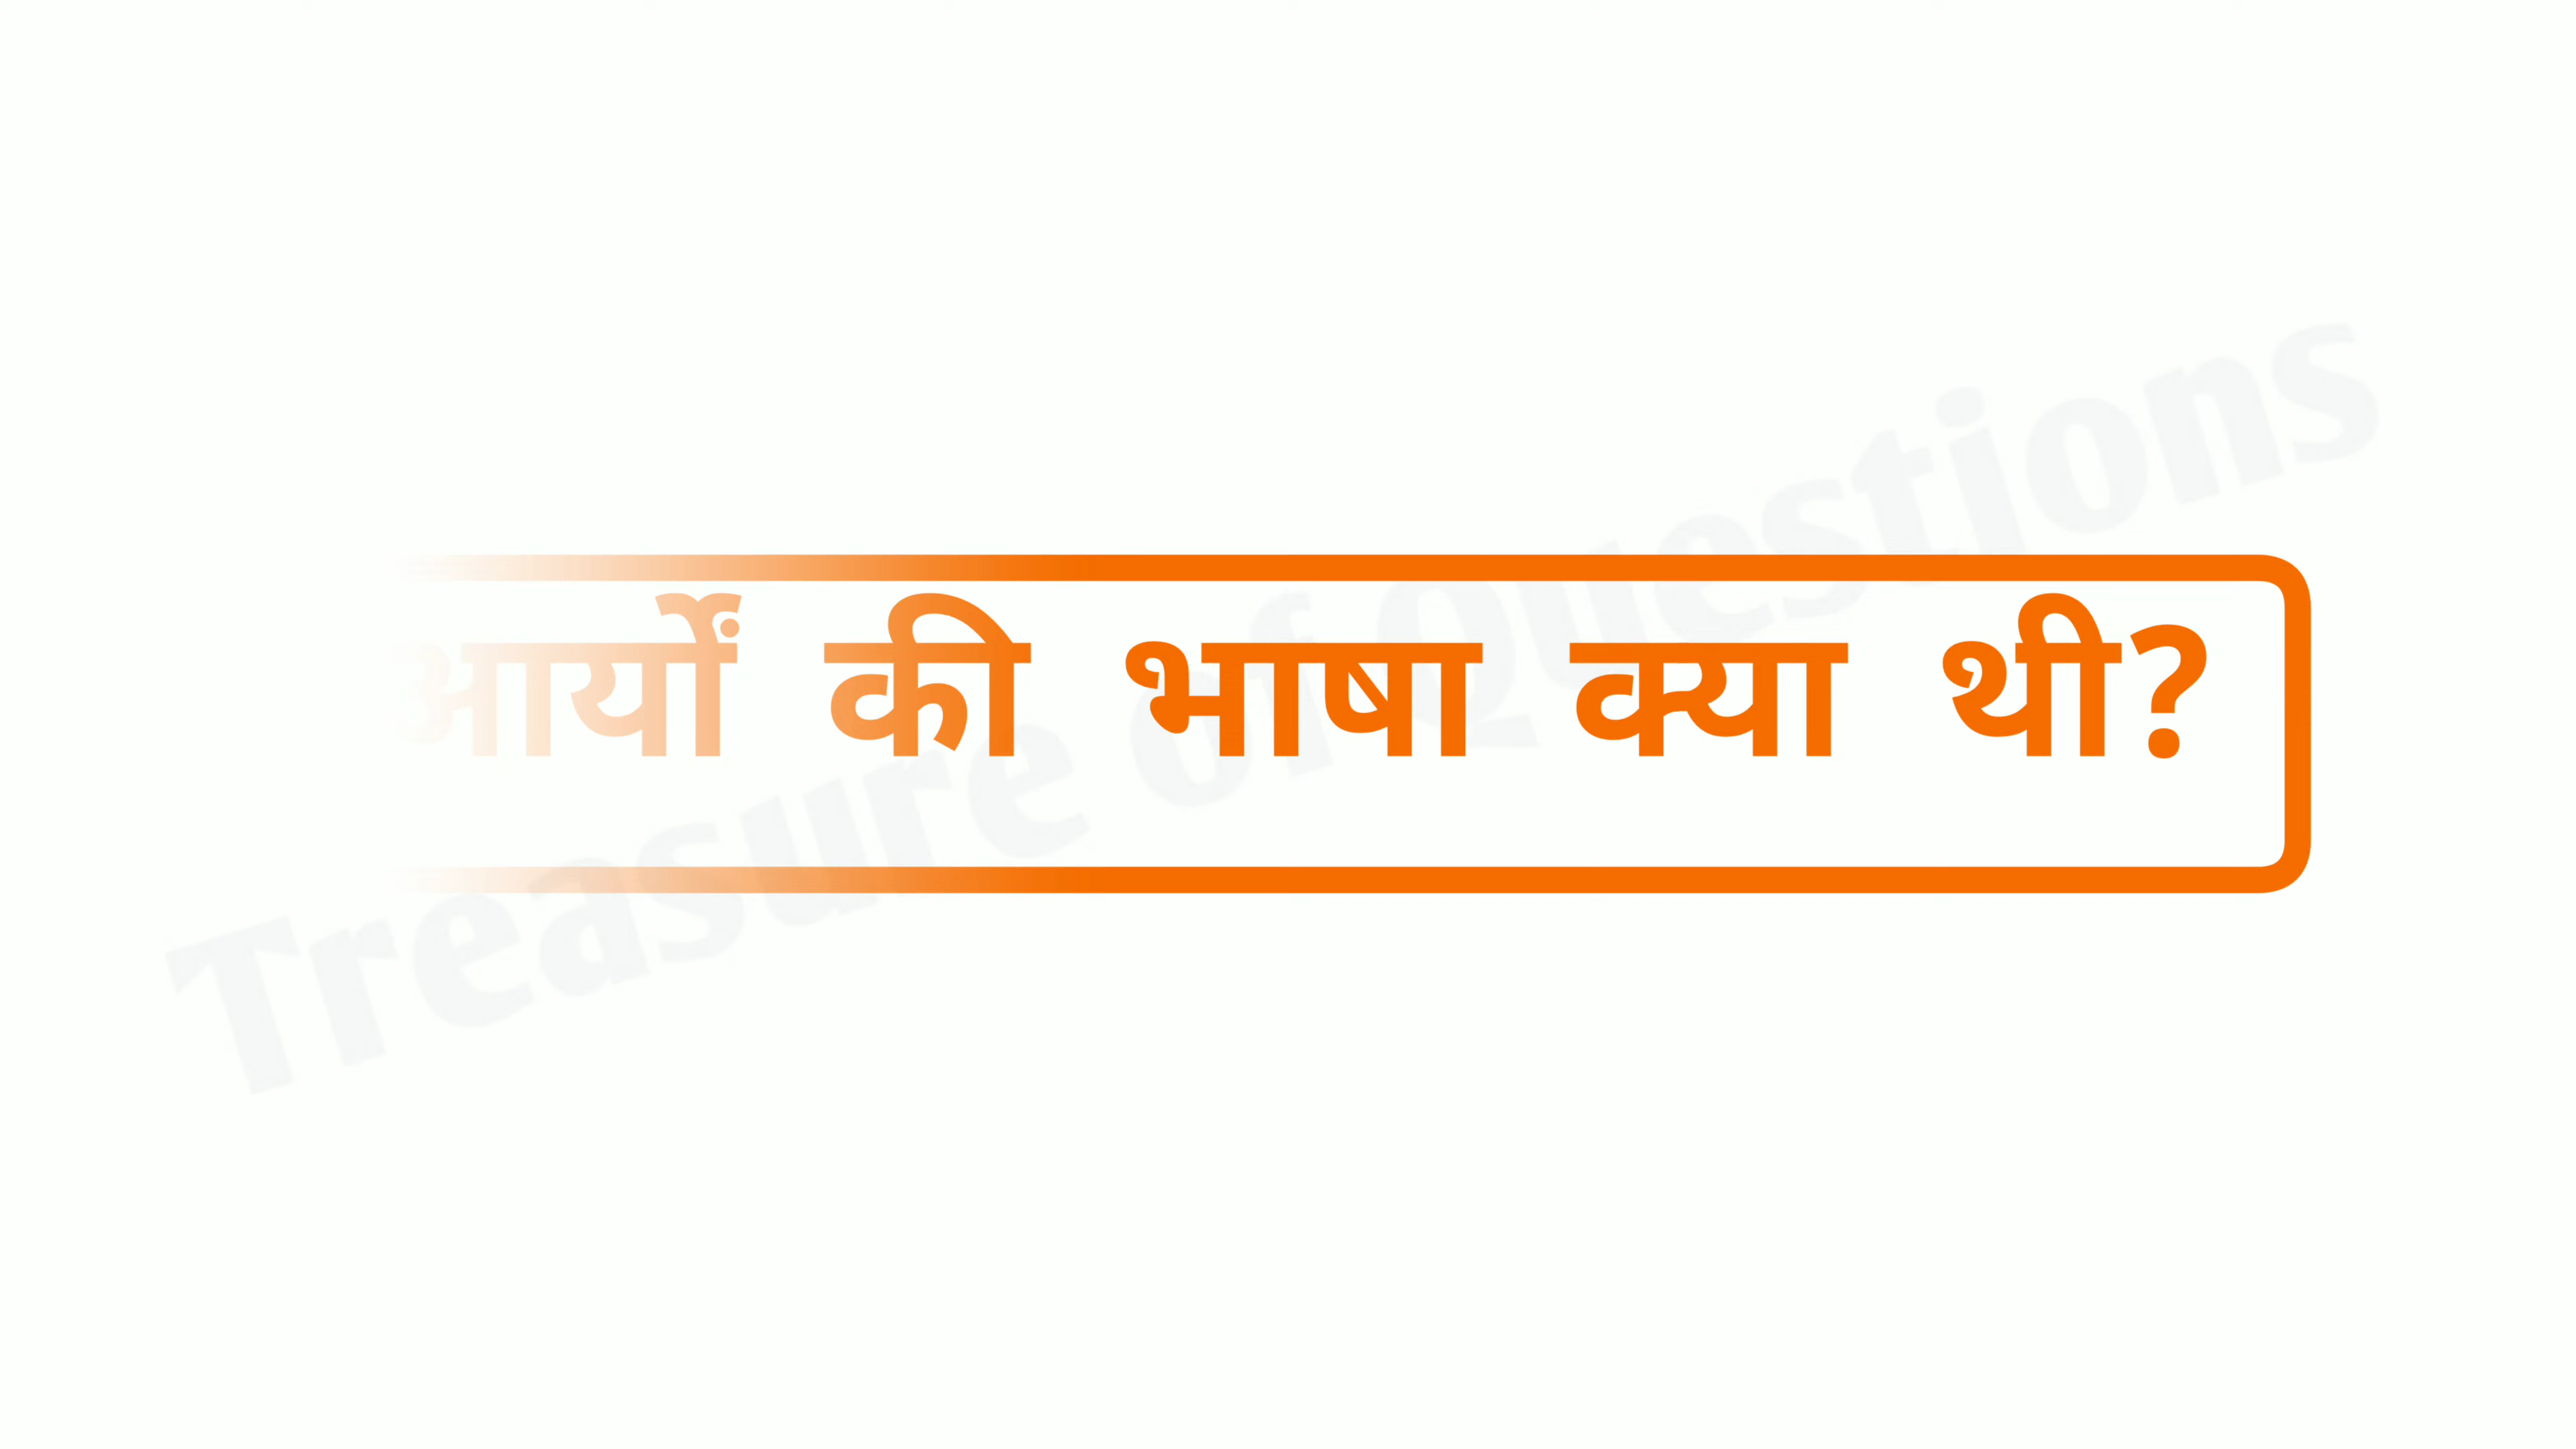 आर्यों की भाषा क्या थी?
Treasure of Questions